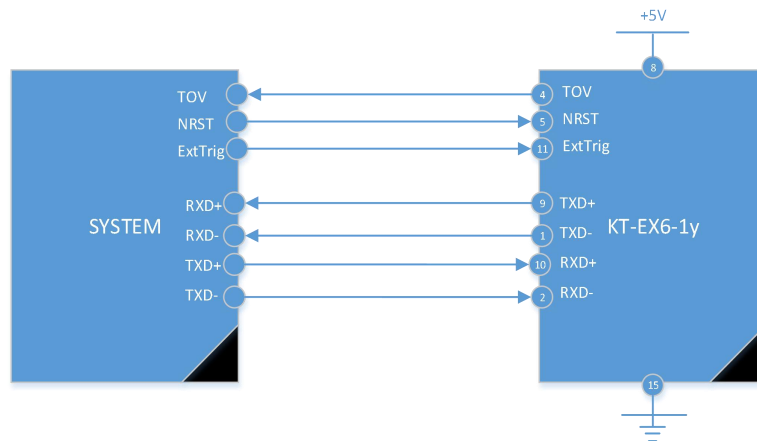 +5V
8
TOV 4 TOV
NRST 5 NRST
ExtTrig 11 ExtTrig
RXD+ 9 TXD+
RXD- 1 TXD-
SYSTEM KT-EX6-1y
TXD+ 10 RXD+
TXD- 2 RXD-
15